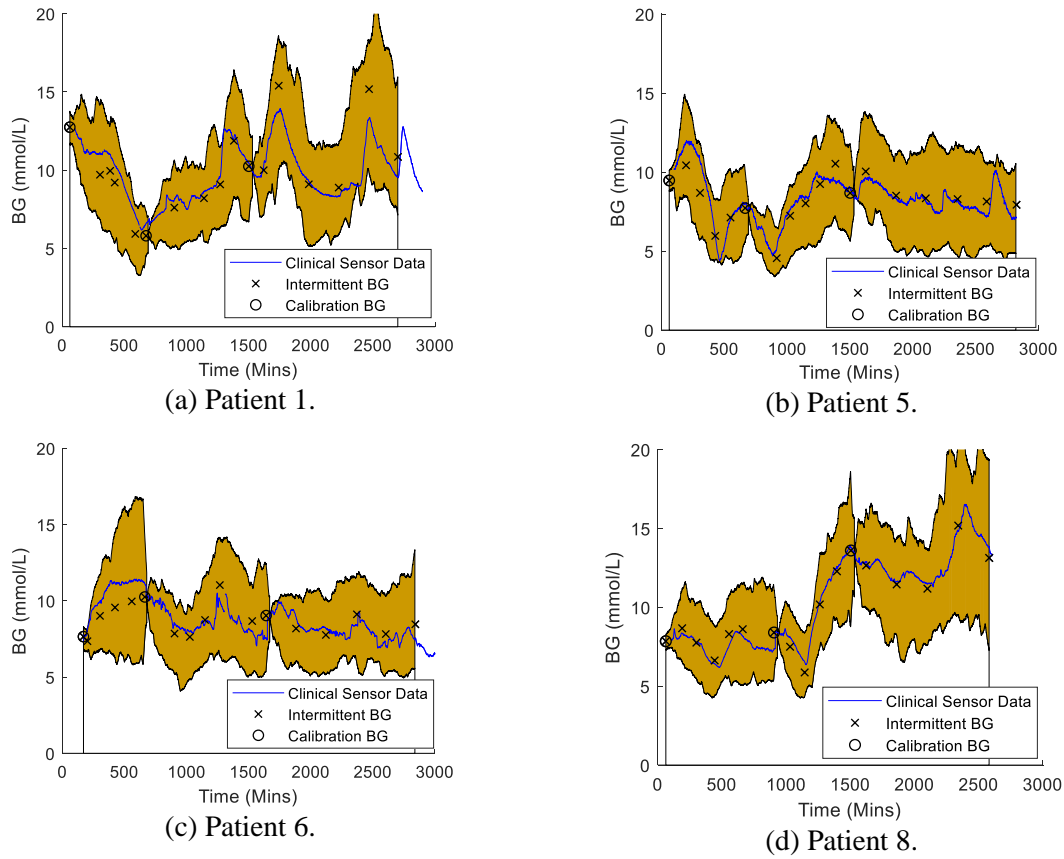 20
15
10
5
0
BG (mmol/L)
Clinical Sensor Data
Intermittent BG
Calibration BG
0 500 1000 1500 2000 2500 3000
Time (Mins)
(a) Patient 1.
20
15
10
5
0
BG (mmol/L)
Clinical Sensor Data
Intermittent BG
Calibration BG
0 500 1000 1500 2000 2500 3000
Time (Mins)
(b) Patient 5.
20
15
10
5
0
BG (mmol/L)
Clinical Sensor Data
Intermittent BG
Calibration BG
0 500 1000 1500 2000 2500 3000
Time (Mins)
(c) Patient 6.
20
15
10
5
0
BG (mmol/L)
Clinical Sensor Data
Intermittent BG
Calibration BG
0 500 1000 1500 2000 2500 3000
Time (Mins)
(d) Patient 8.